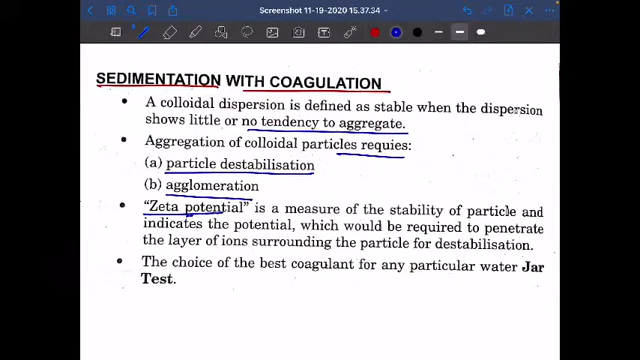 Screenshot 11-19-2020 15.37.34
SEDIMENTATION WITH COAGULATION
• A colloidal dispersion is defined as stable when the dispersion
shows little or no tendency to aggregate.
• Aggregation of colloidal particles requies:
(a) particle destabilisation
(b) agglomeration
• “Zeta potential” is a measure of the stability of particle and
indicates the potential, which would be required to penetrate
the layer of ions surrounding the particle for destabilisation.
• The choice of the best coagulant for any particular water Jar
Test.